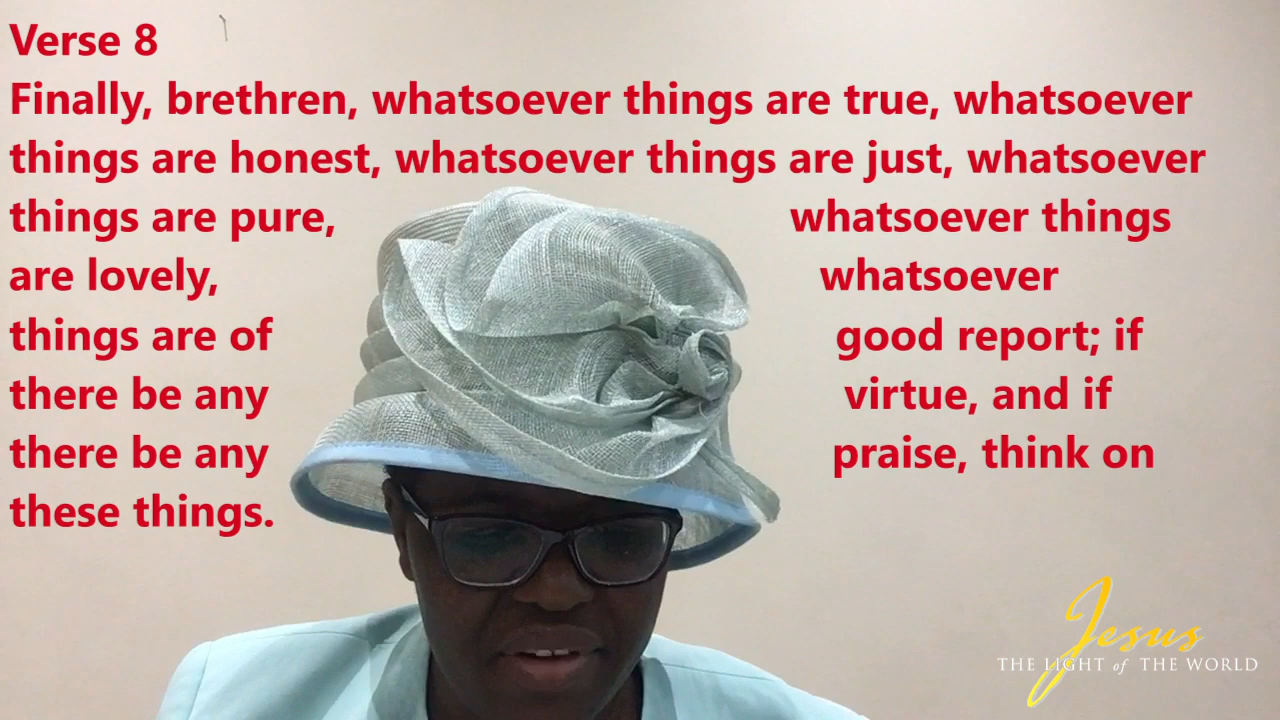 Verse 8
Finally, brethren, whatsoever things are true, whatsoever
things are honest, whatsoever things are just, whatsoever
things are pure, whatsoever things
are lovely, whatsoever
things are of good report; if
there be any virtue, and if
there be any praise, think on
these things.
Jesus
THE LIGHT of THE WORLD